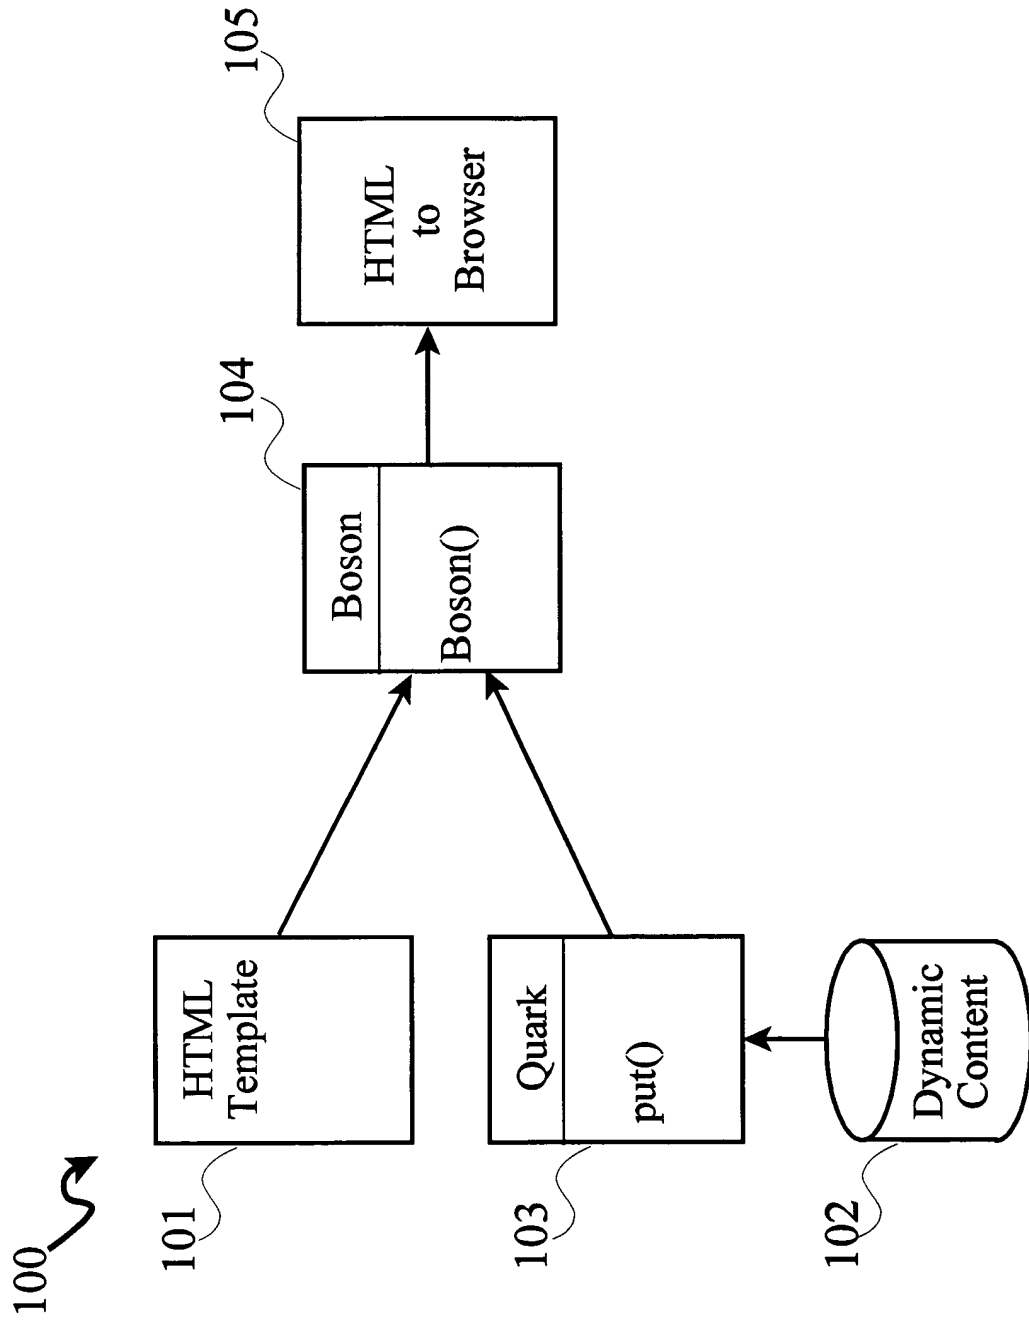 100
101
HTML
Template
103
Quark
put()
102
Dynamic
Content
104
Boson
Boson()
105
HTML
to
Browser